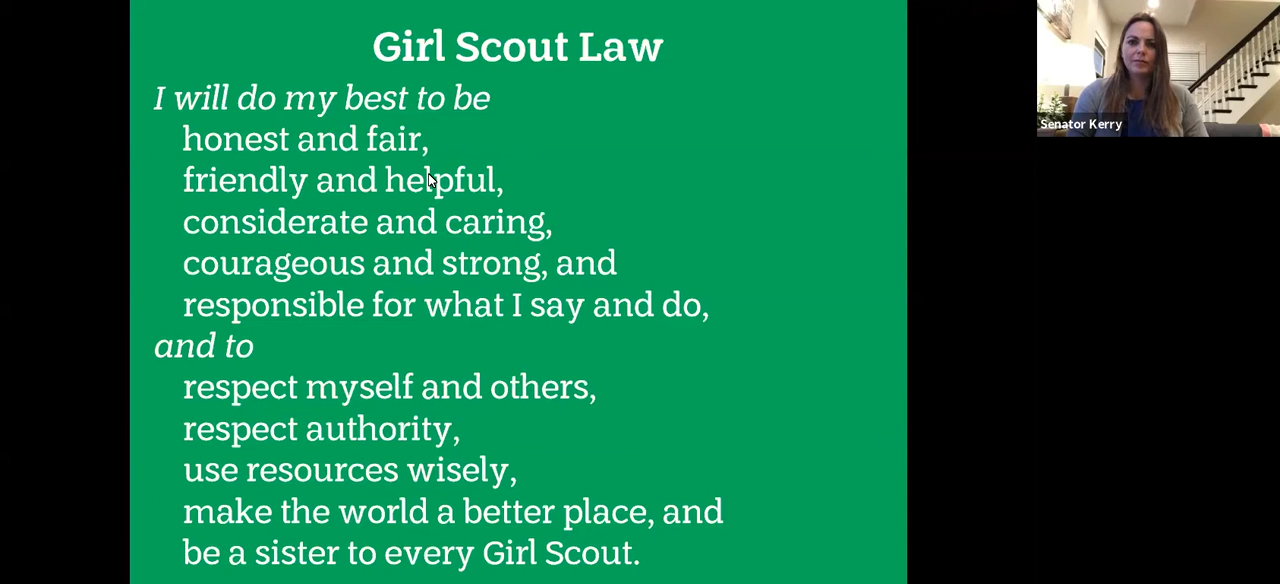 Girl Scout Law
I will do my best to be
honest and fair,
friendly and helpful,
considerate and caring,
courageous and strong, and
responsible for what I say and do,
and to
respect myself and others,
respect authority,
use resources wisely,
make the world a better place, and
be a sister to every Girl Scout.
Senator Kerry